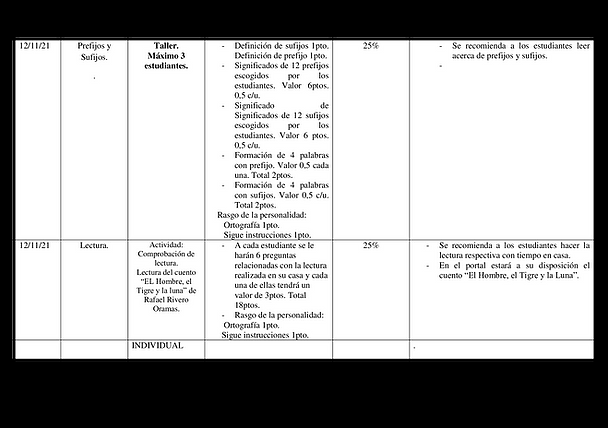 12/11/21
Prefijos y
Sufijos.
.
Taller.
Máximo 3
estudiantes.
- Definición de sufijos 1pto.
Definición de prefijo 1pto.
- Significados de 12 prefijos
escogidos por los
estudiantes. Valor 6ptos.
0,5 c/u.
- Significado de
Significados de 12 sufijos
escogidos por los
estudiantes. Valor 6 ptos.
0,5 c/u.
- Formación de 4 palabras
con prefijo. Valor 0,5 cada
una. Total 2ptos.
- Formación de 4 palabras
con sufijos. Valor 0,5 c/u.
Total 2ptos.
Rasgo de la personalidad:
Ortografía 1pto.
Sigue instrucciones 1pto.
25%
- Se recomienda a los estudiantes leer
acerca de prefijos y sufijos.
-
12/11/21
Lectura.
Actividad:
Comprobación de
lectura.
Lectura del cuento
“EL Hombre, el
Tigre y la luna” de
Rafael Rivero
Oramas.
- A cada estudiante se le
harán 6 preguntas
relacionadas con la lectura
realizada en su casa y cada
una de ellas tendrá un
valor de 3ptos. Total
18ptos.
- Rasgo de la personalidad:
Ortografía 1pto.
Sigue instrucciones 1pto.
25%
- Se recomienda a los estudiantes hacer la
lectura respectiva con tiempo en casa.
- En el portal estará a su disposición el
cuento “El Hombre, el Tigre y la Luna”.
INDIVIDUAL
.